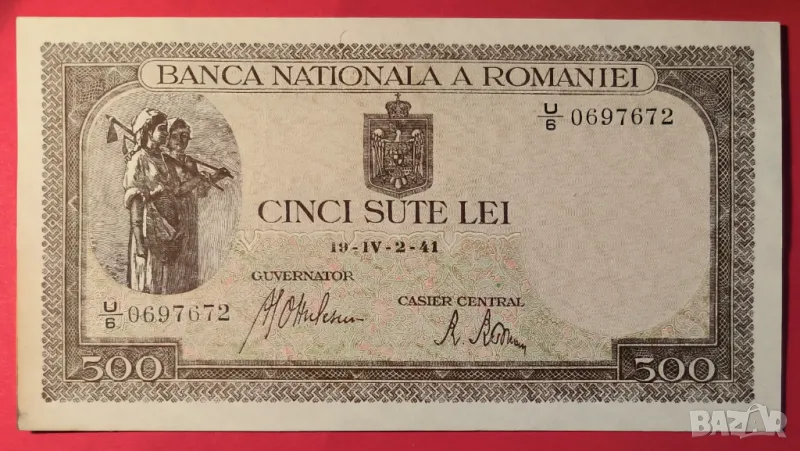 BANCA NATIONALA A ROMANIEI
U/6 0697672
CINCI SUTE LEI
19-IV-2-41
GUVERNATOR
CASIER CENTRAL
U/6 0697672
500
500
BAZAR